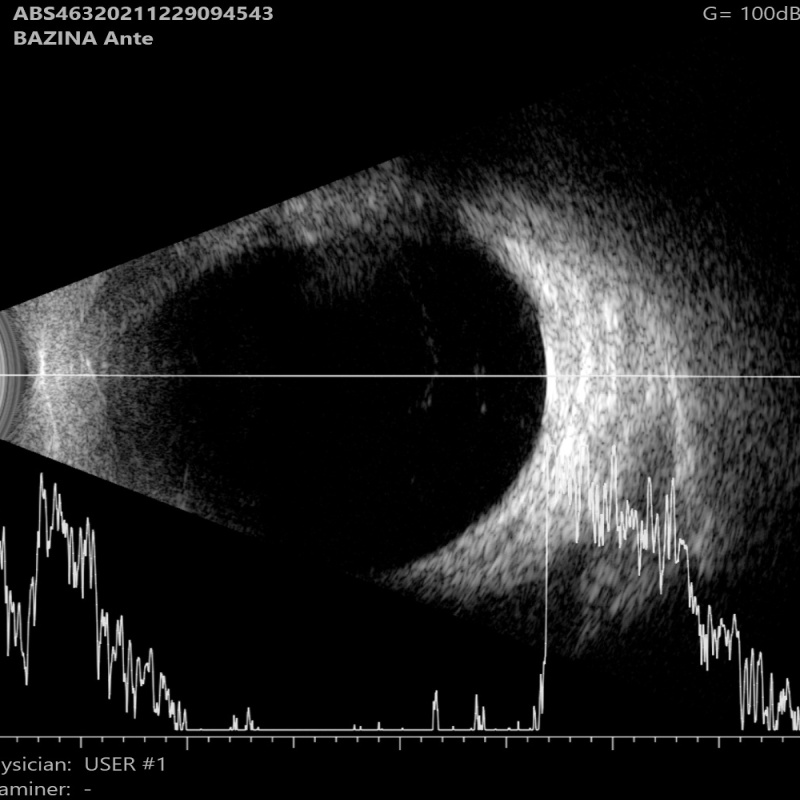 ABS46320211229094543
G= 100dB
BAZINA Ante
ysician: USER #1
aminer: -